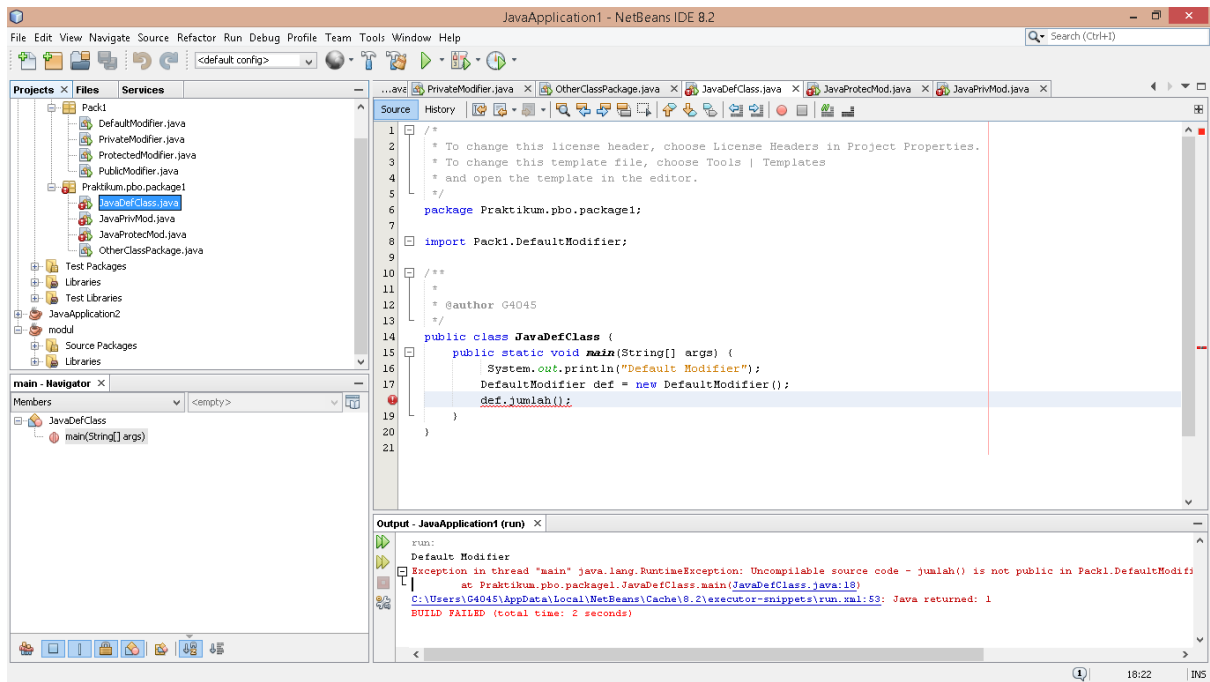 JavaApplication1 - NetBeans IDE 8.2
File Edit View Navigate Source Refactor Run Debug Profile Team Tools Window Help
Search (Ctrl+I)
<default config>
Projects Files Services
Pack1
DefaultModifier.java
PrivateModifier.java
ProtectedModifier.java
PublicModifier.java
Praktikum.pbo.package1
JavaDefClass.java
JavaPrivMod.java
JavaProtecMod.java
OtherClassPackage.java
Test Packages
Libraries
Test Libraries
JavaApplication2
modul
Source Packages
Libraries
main - Navigator
Members <empty>
JavaDefClass
main(String[] args)
...ava PrivateModifier.java OtherClassPackage.java JavaDefClass.java JavaProtecMod.java JavaPrivMod.java
Source History
1 /*
2 * To change this license header, choose License Headers in Project Properties.
3 * To change this template file, choose Tools | Templates
4 * and open the template in the editor.
5 */
6 package Praktikum.pbo.package1;
7
8 import Pack1.DefaultModifier;
9
10 /**
11 *
12 * @author G4045
13 */
14 public class JavaDefClass {
15 public static void main(String[] args) {
16 System.out.println("Default Modifier");
17 DefaultModifier def = new DefaultModifier();
def.jumlah();
19 }
20 }
21
Output - JavaApplication1 (run)
run:
Default Modifier
Exception in thread "main" java.lang.RuntimeException: Uncompilable source code - jumlah() is not public in Pack1.DefaultModifi
at Praktikum.pbo.package1.JavaDefClass.main(JavaDefClass.java:18)
C:\Users\G4045\AppData\Local\NetBeans\Cache\8.2\executor-snippets\run.xml:53: Java returned: 1
BUILD FAILED (total time: 2 seconds)
1 18:22 INS